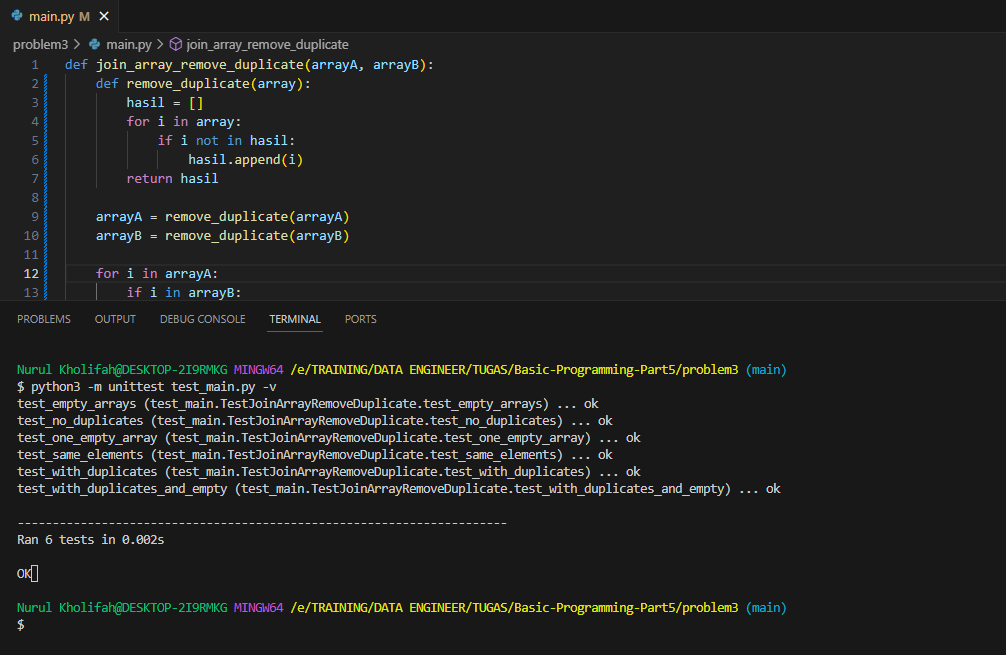 main.py M ×
problem3 > main.py > join_array_remove_duplicate
1 def join_array_remove_duplicate(arrayA, arrayB):
2     def remove_duplicate(array):
3         hasil = []
4         for i in array:
5             if i not in hasil:
6                 hasil.append(i)
7         return hasil
8
9     arrayA = remove_duplicate(arrayA)
10     arrayB = remove_duplicate(arrayB)
11
12     for i in arrayA:
13         if i in arrayB:
PROBLEMS OUTPUT DEBUG CONSOLE TERMINAL PORTS
Nurul Kholifah@DESKTOP-2I9RMKG MINGW64 /e/TRAINING/DATA ENGINEER/TUGAS/Basic-Programming-Part5/problem3 (main)
$ python3 -m unittest test_main.py -v
test_empty_arrays (test_main.TestJoinArrayRemoveDuplicate.test_empty_arrays) ... ok
test_no_duplicates (test_main.TestJoinArrayRemoveDuplicate.test_no_duplicates) ... ok
test_one_empty_array (test_main.TestJoinArrayRemoveDuplicate.test_one_empty_array) ... ok
test_same_elements (test_main.TestJoinArrayRemoveDuplicate.test_same_elements) ... ok
test_with_duplicates (test_main.TestJoinArrayRemoveDuplicate.test_with_duplicates) ... ok
test_with_duplicates_and_empty (test_main.TestJoinArrayRemoveDuplicate.test_with_duplicates_and_empty) ... ok
----------------------------------------------------------------------
Ran 6 tests in 0.002s
OK
Nurul Kholifah@DESKTOP-2I9RMKG MINGW64 /e/TRAINING/DATA ENGINEER/TUGAS/Basic-Programming-Part5/problem3 (main)
$